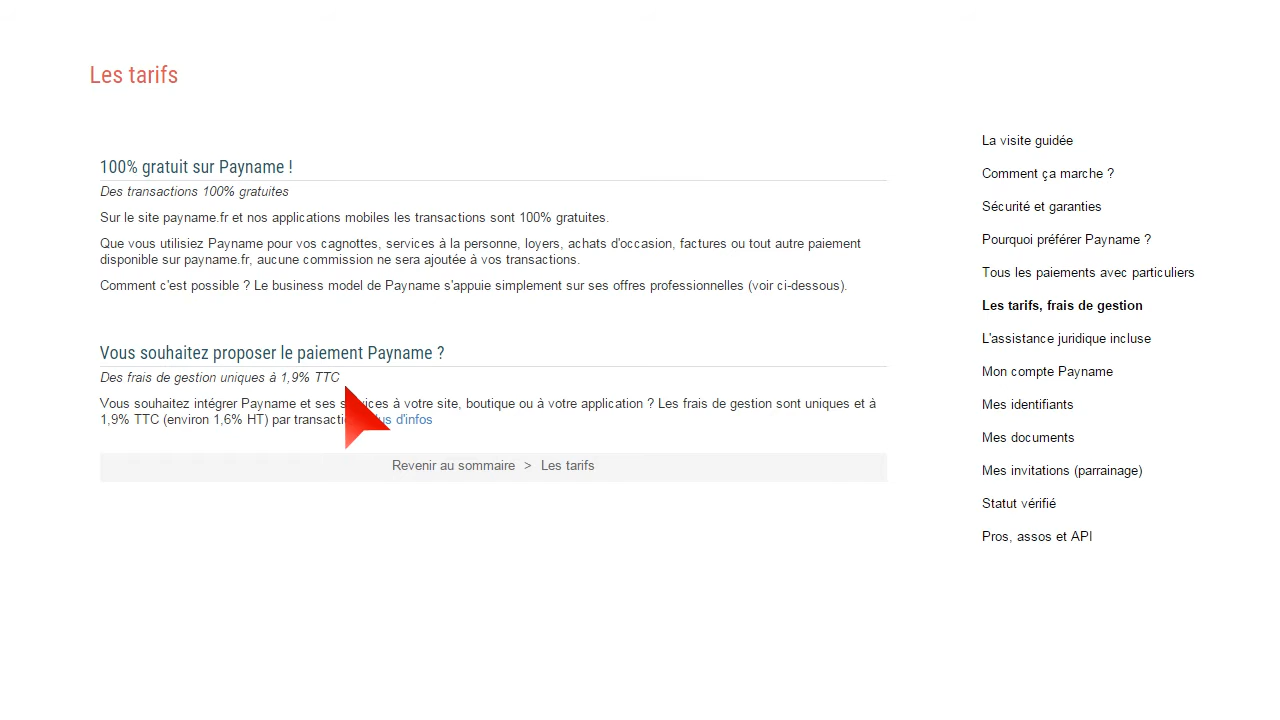 Les tarifs
100% gratuit sur Payname !
Des transactions 100% gratuites
Sur le site payname.fr et nos applications mobiles les transactions sont 100% gratuites.
Que vous utilisiez Payname pour vos cagnottes, services à la personne, loyers, achats d'occasion, factures ou tout autre paiement
disponible sur payname.fr, aucune commission ne sera ajoutée à vos transactions.
Comment c'est possible ? Le business model de Payname s'appuie simplement sur ses offres professionnelles (voir ci-dessous).
Vous souhaitez proposer le paiement Payname ?
Des frais de gestion uniques à 1,9% TTC
Vous souhaitez intégrer Payname et ses services à votre site, boutique ou à votre application ? Les frais de gestion sont uniques et à
1,9% TTC (environ 1,6% HT) par d'infos
Revenir au sommaire > Les tarifs
La visite guidée
Comment ça marche ?
Sécurité et garanties
Pourquoi préférer Payname ?
Tous les paiements avec particuliers
Les tarifs, frais de gestion
L'assistance juridique incluse
Mon compte Payname
Mes identifiants
Mes documents
Mes invitations (parrainage)
Statut vérifié
Pros, assos et API